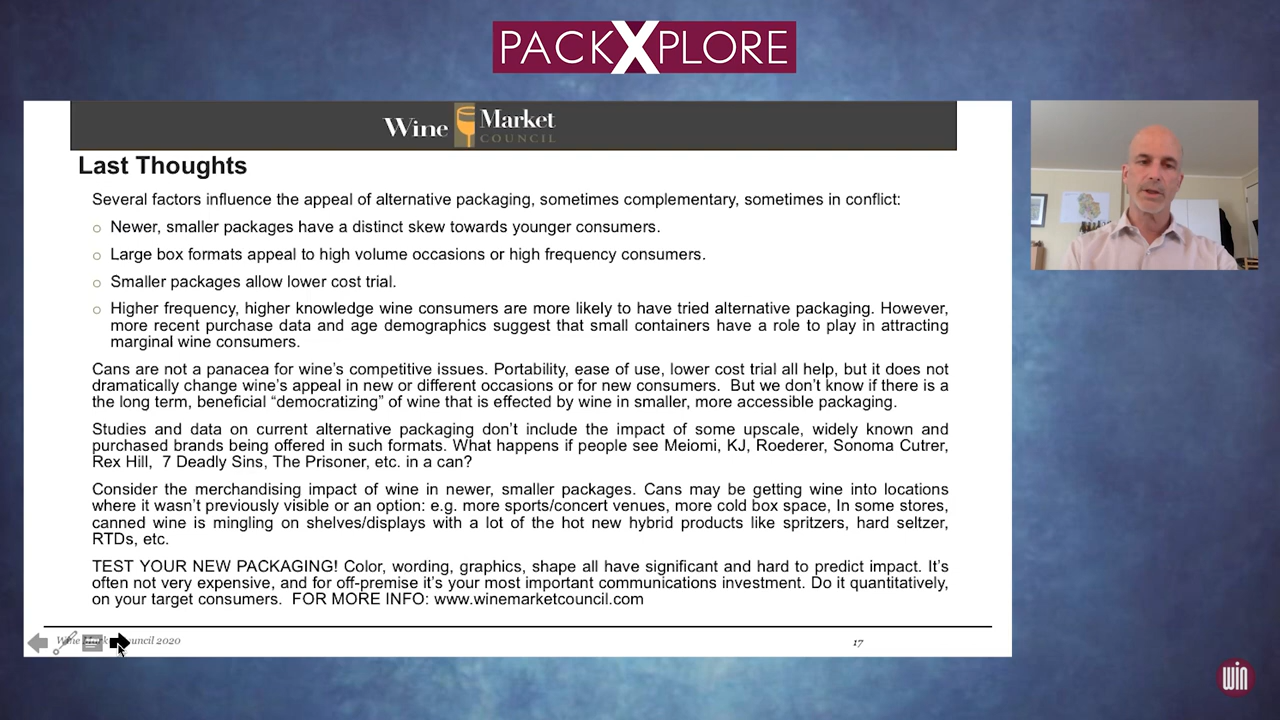 PACKXPLORE
Wine Market
COUNCIL
Last Thoughts
Several factors influence the appeal of alternative packaging, sometimes complementary, sometimes in conflict:
o Newer, smaller packages have a distinct skew towards younger consumers.
o Large box formats appeal to high volume occasions or high frequency consumers.
o Smaller packages allow lower cost trial.
o Higher frequency, higher knowledge wine consumers are more likely to have tried alternative packaging. However,
more recent purchase data and age demographics suggest that small containers have a role to play in attracting
marginal wine consumers.
Cans are not a panacea for wine’s competitive issues. Portability, ease of use, lower cost trial all help, but it does not
dramatically change wine’s appeal in new or different occasions or for new consumers. But we don’t know if there is a
the long term, beneficial “democratizing” of wine that is effected by wine in smaller, more accessible packaging.
Studies and data on current alternative packaging don’t include the impact of some upscale, widely known and
purchased brands being offered in such formats. What happens if people see Meiomi, KJ, Roederer, Sonoma Cutrer,
Rex Hill, 7 Deadly Sins, The Prisoner, etc. in a can?
Consider the merchandising impact of wine in newer, smaller packages. Cans may be getting wine into locations
where it wasn’t previously visible or an option: e.g. more sports/concert venues, more cold box space, In some stores,
canned wine is mingling on shelves/displays with a lot of the hot new hybrid products like spritzers, hard seltzer,
RTDs, etc.
TEST YOUR NEW PACKAGING! Color, wording, graphics, shape all have significant and hard to predict impact. It’s
often not very expensive, and for off-premise it’s your most important communications investment. Do it quantitatively,
on your target consumers. FOR MORE INFO: www.winemarketcouncil.com
2020
17
win